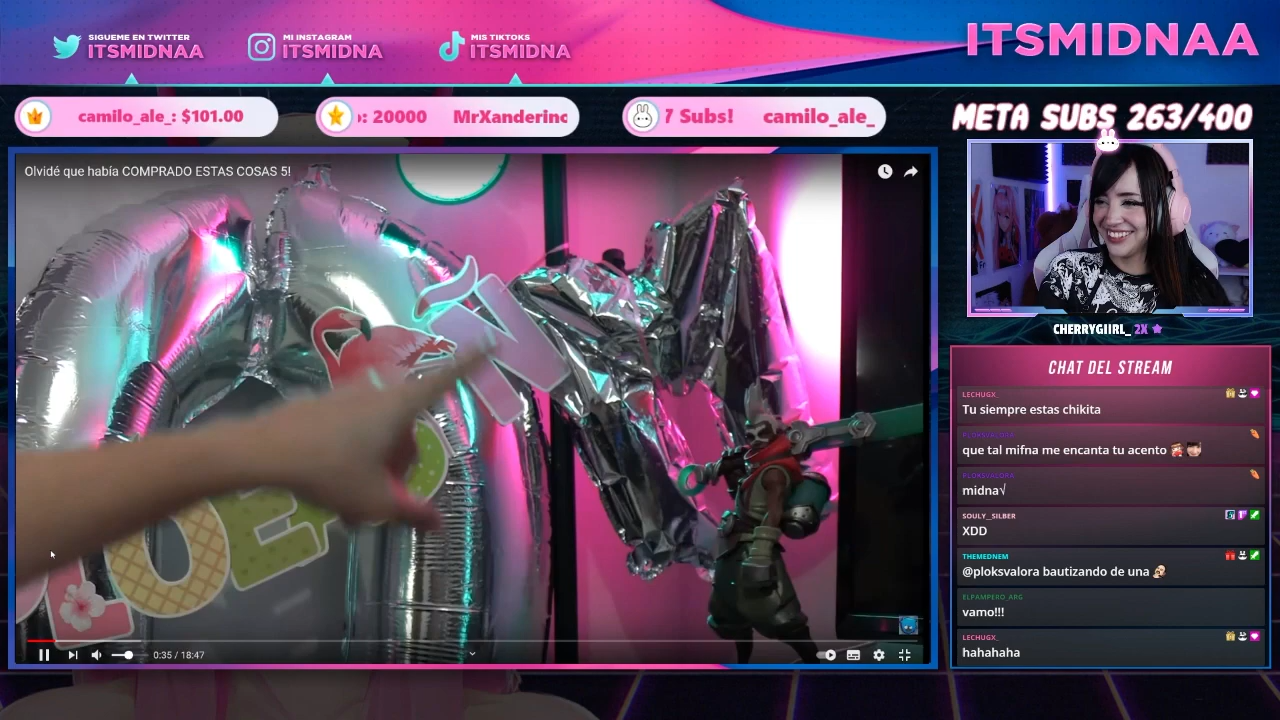 SIGUEME EN TWITTER
ITSMIDNAA
MI INSTAGRAM
ITSMIDNA
MIS TIKTOKS
ITSMIDNA
ITSMIDNAA
camilo_ale_: $101.00
: 20000 MrXanderino
7 Subs! camilo_ale_
META SUBS 263/400
Olvidé que había COMPRADO ESTAS COSAS 5!
0:35 / 18:47
CHERRYGIIRL_ 2X
CHAT DEL STREAM
LECHUGX_
Tu siempre estas chikita
PLOKSVALORA
que tal mifna me encanta tu acento
PLOKSVALORA
midna√
SOULY__SILBER
XDD
THEMEDNEM
@ploksvalora bautizando de una
ELPAMPERO_ARG
vamo!!!
LECHUGX_
hahahaha